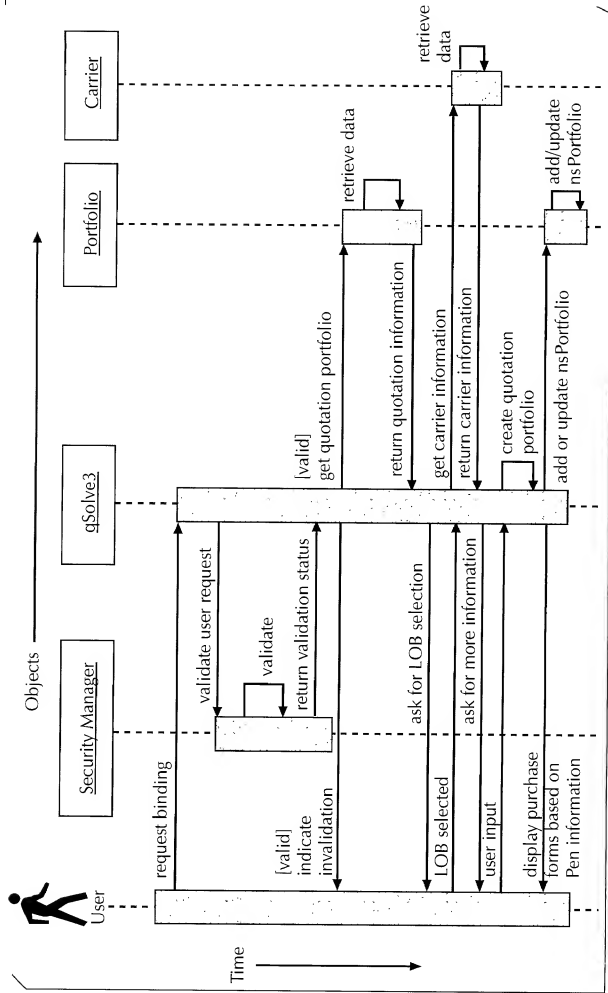 Objects
Time
User
Security Manager
qSolve3
Portfolio
Carrier
request binding
validate user request
validate
return validation status
[valid]
indicate
invalidation
[valid]
get quotation portfolio
retrieve data
return quotation information
ask for LOB selection
LOB selected
get carrier information
retrieve
data
return carrier information
ask for more information
user input
create quotation
portfolio
display purchase
forms based on
Pen information
add or update nsPortfolio
add/update
nsPortfolio